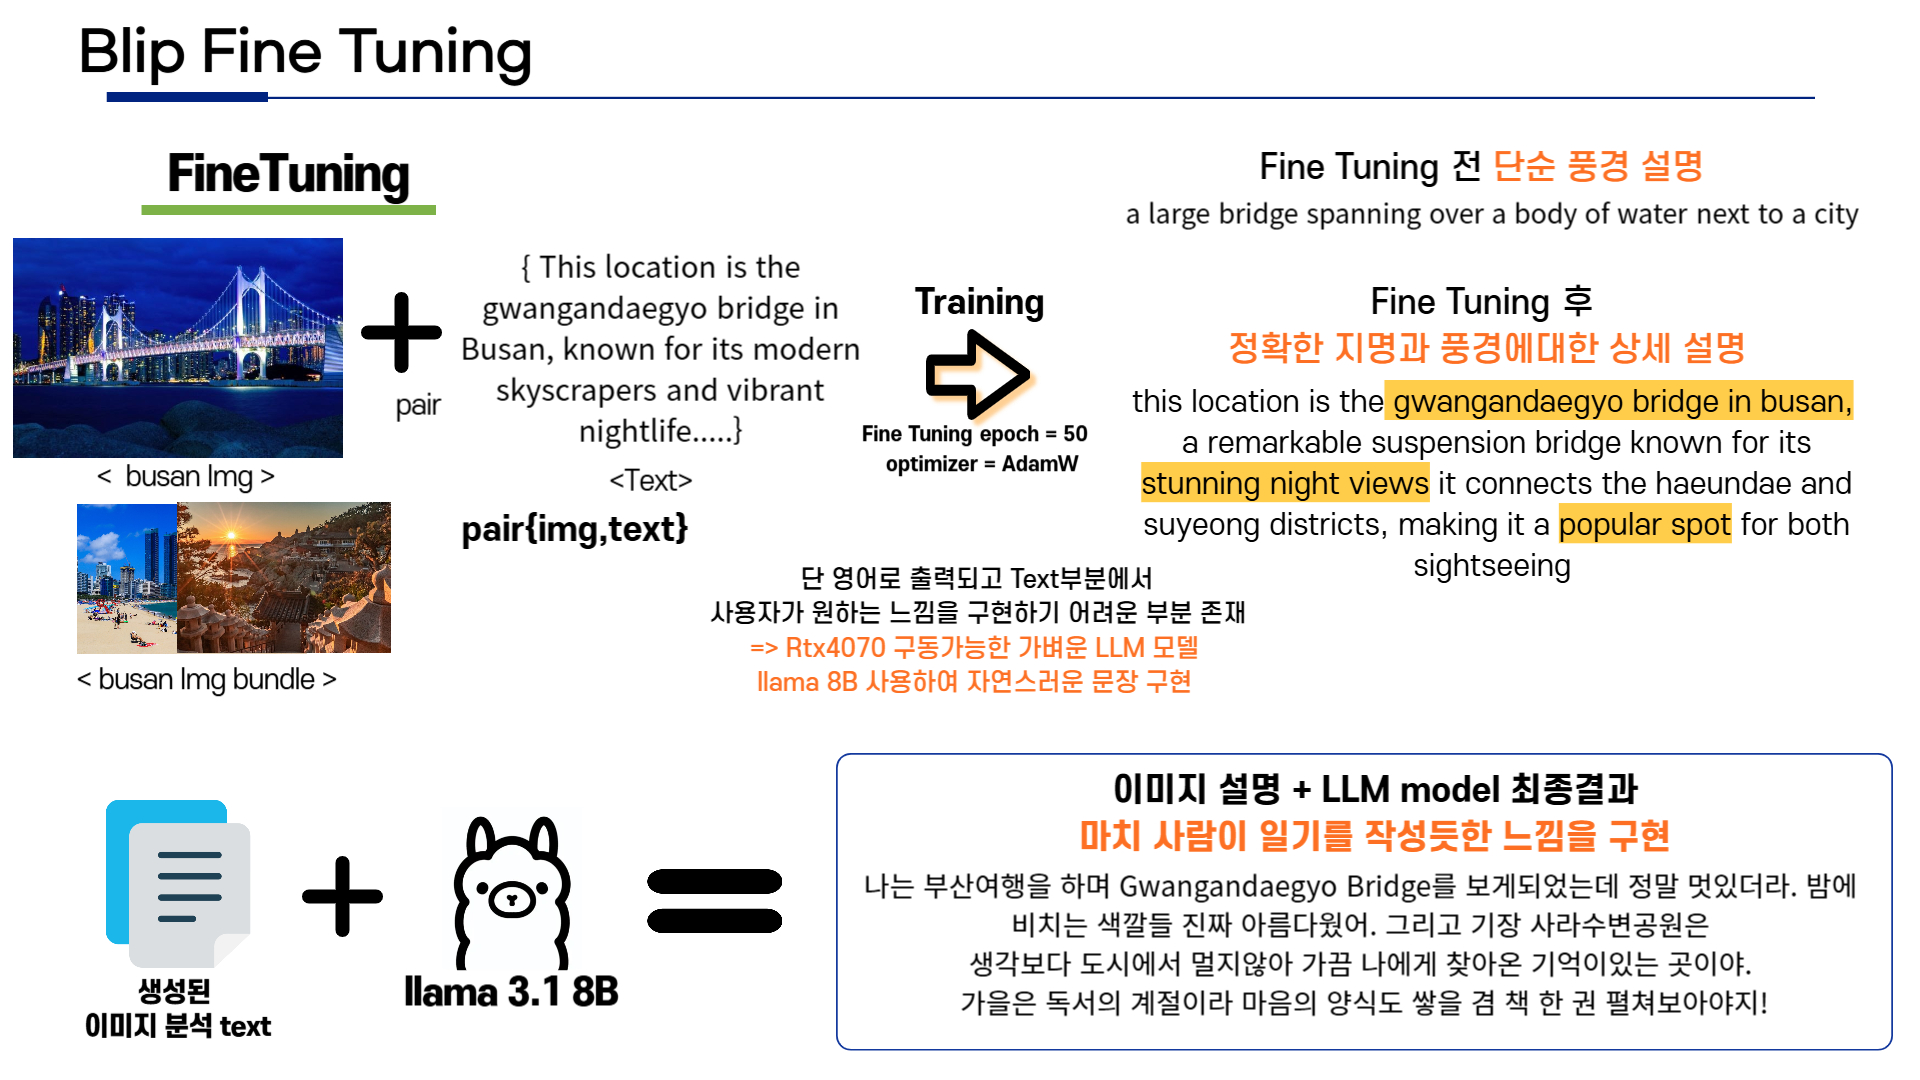 Blip Fine Tuning
FineTuning
pair
< busan Img >
< busan Img bundle >
{ This location is the
gwangandaegyo bridge in
Busan, known for its modern
skyscrapers and vibrant
nightlife.....}
<Text>
pair{img,text}
Training
Fine Tuning epoch = 50
optimizer = AdamW
Fine Tuning 전 단순 풍경 설명
a large bridge spanning over a body of water next to a city
Fine Tuning 후
정확한 지명과 풍경에대한 상세 설명
this location is the gwangandaegyo bridge in busan,
a remarkable suspension bridge known for its
stunning night views it connects the haeundae and
suyeong districts, making it a popular spot for both
sightseeing
단 영어로 출력되고 Text부분에서
사용자가 원하는 느낌을 구현하기 어려운 부분 존재
=> Rtx4070 구동가능한 가벼운 LLM 모델
llama 8B 사용하여 자연스러운 문장 구현
생성된
이미지 분석 text
llama 3.1 8B
이미지 설명 + LLM model 최종결과
마치 사람이 일기를 작성듯한 느낌을 구현
나는 부산여행을 하며 Gwangandaegyo Bridge를 보게되었는데 정말 멋있더라. 밤에
비치는 색깔들 진짜 아름다웠어. 그리고 기장 사라수변공원은
생각보다 도시에서 멀지않아 가끔 나에게 찾아온 기억이있는 곳이야.
가을은 독서의 계절이라 마음의 양식도 쌓을 겸 책 한 권 펼쳐보아야지!